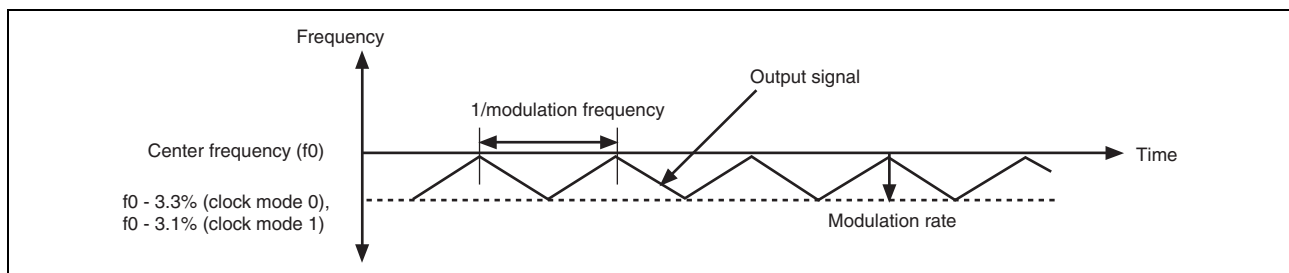 Frequency
Output signal
1/modulation frequency
Center frequency (f0)
Time
f0 - 3.3% (clock mode 0),
f0 - 3.1% (clock mode 1)
Modulation rate